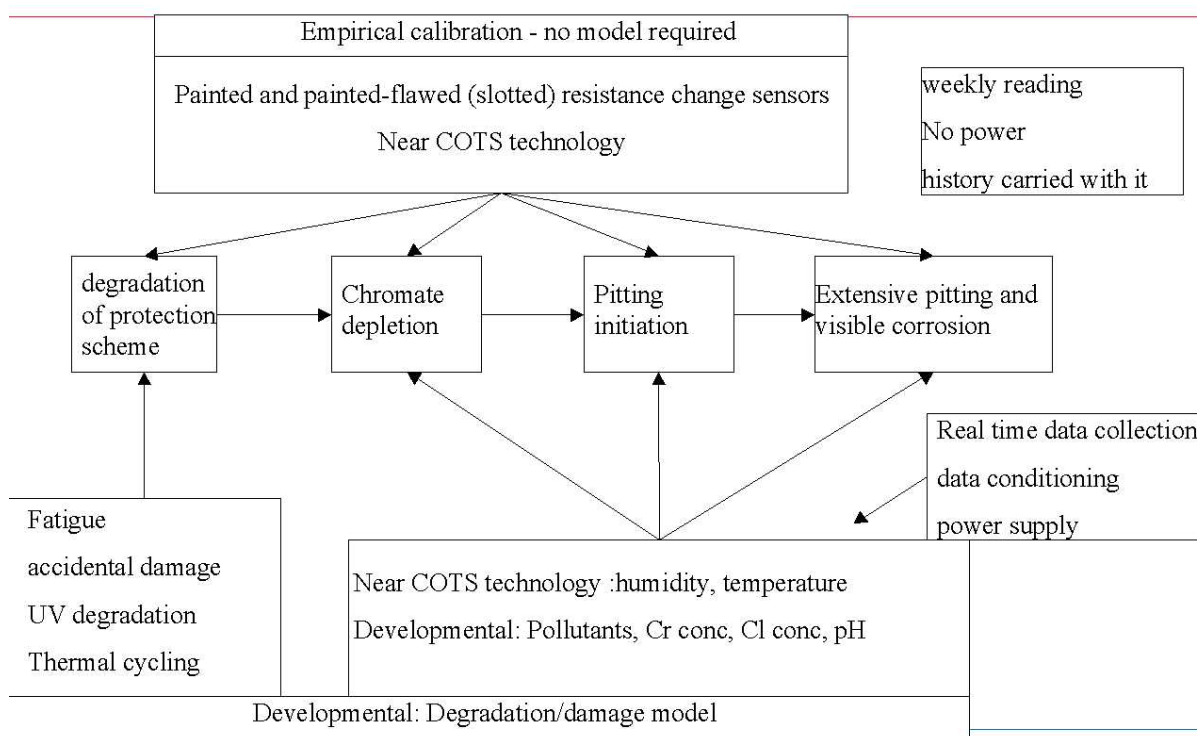 Empirical calibration - no model required
Painted and painted-flawed (slotted) resistance change sensors
Near COTS technology
weekly reading
No power
history carried with it
degradation
of protection
scheme
Chromate
depletion
Pitting
initiation
Extensive pitting and
visible corrosion
Real time data collection
data conditioning
power supply
Fatigue
accidental damage
UV degradation
Thermal cycling
Near COTS technology :humidity, temperature
Developmental: Pollutants, Cr conc, Cl conc, pH
Developmental: Degradation/damage model